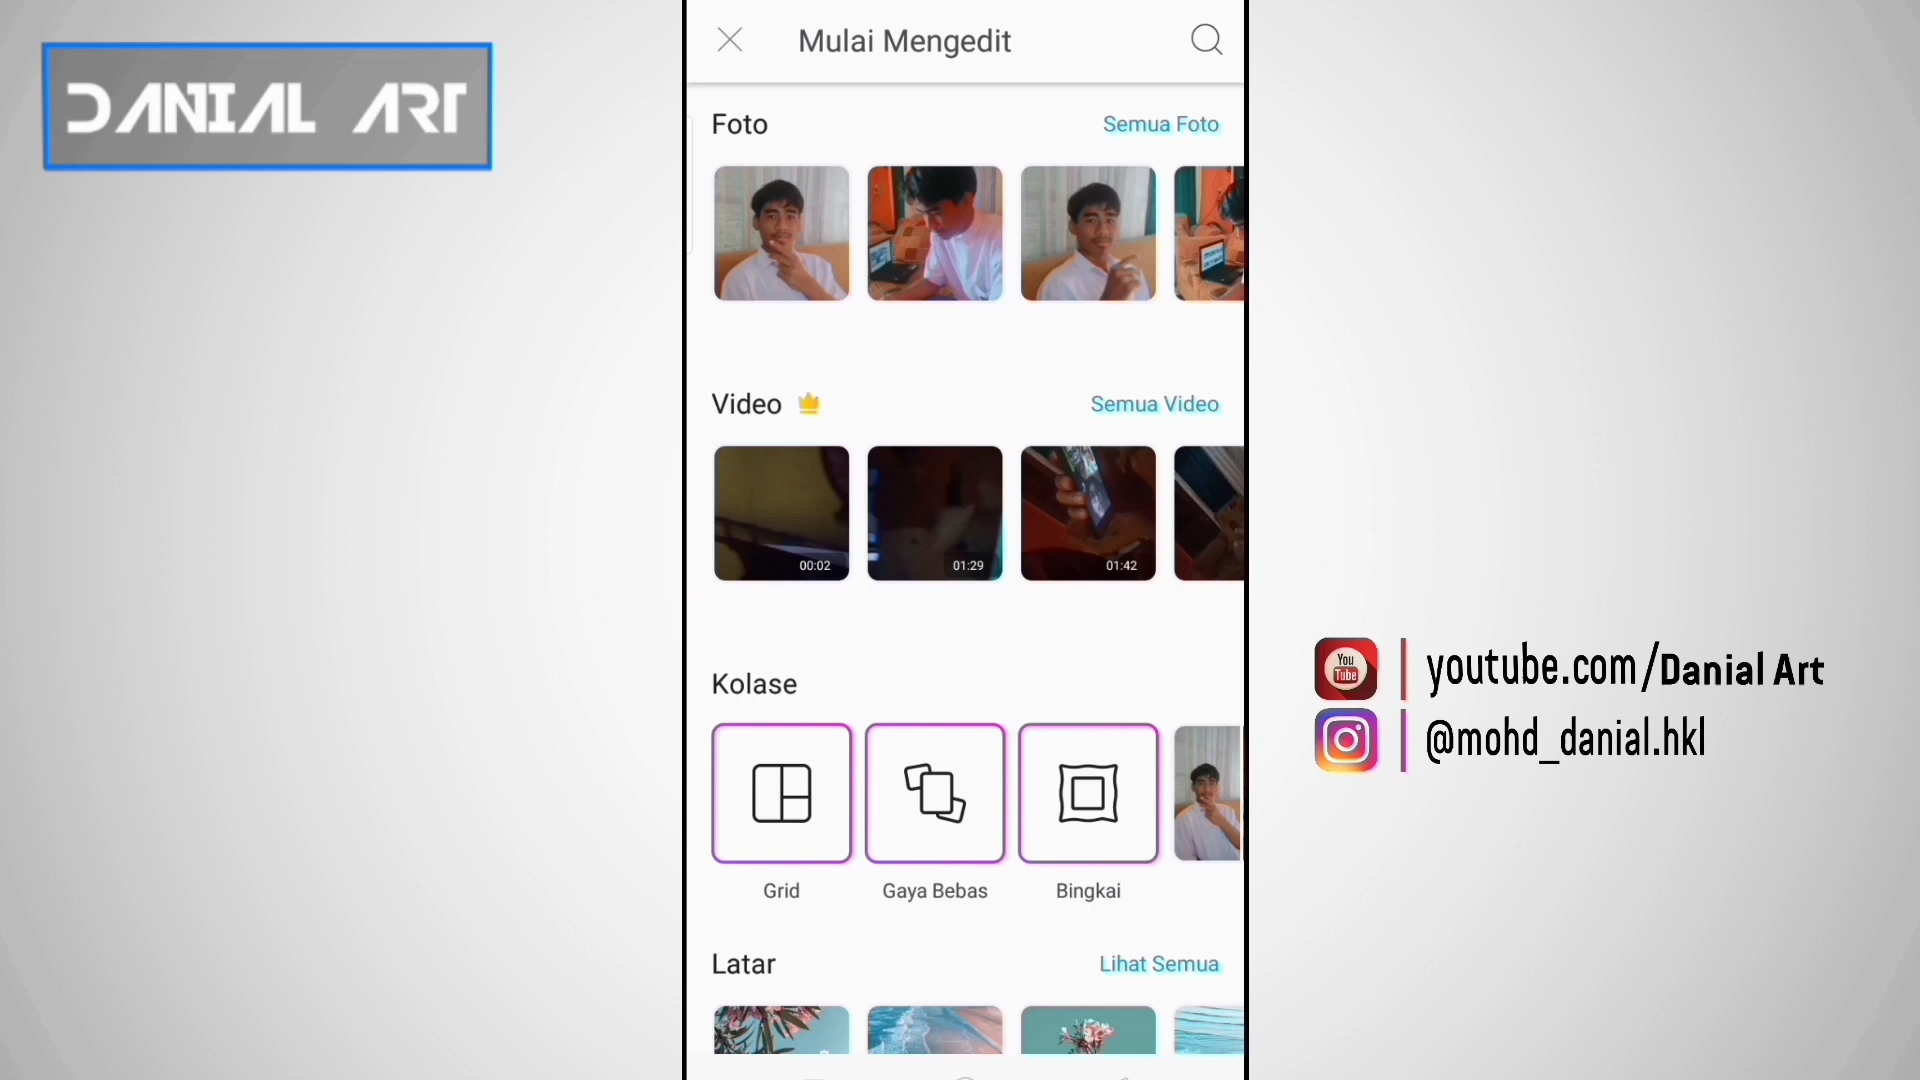 DANIAL ART
Mulai Mengedit
Foto
Semua Foto
Video
Semua Video
00:02
01:29
01:42
Kolase
Grid
Gaya Bebas
Bingkai
Latar
Lihat Semua
You
Tube
youtube.com/Danial Art
@mohd_danial.hkl